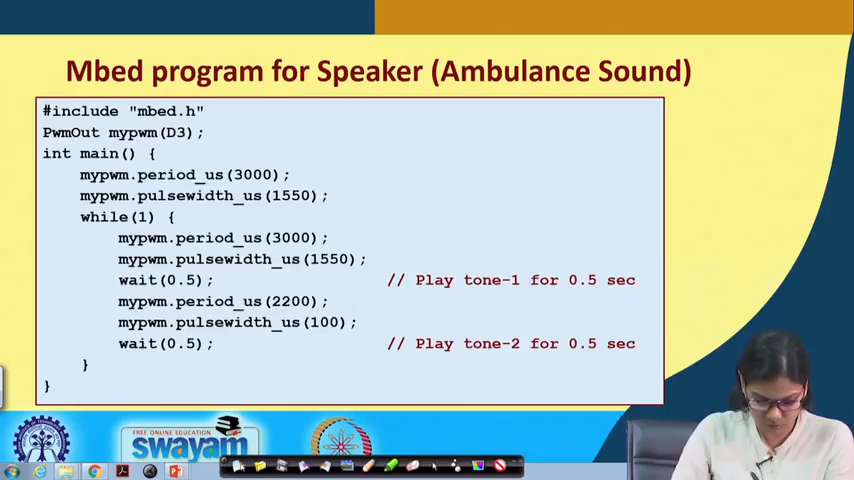 Mbed program for Speaker (Ambulance Sound)
#include "mbed.h"
PwmOut mypwm(D3);
int main() {
mypwm.period_us(3000);
mypwm.pulsewidth_us(1550);
while(1) {
mypwm.period_us(3000);
mypwm.pulsewidth_us(1550);
wait(0.5); // Play tone-1 for 0.5 sec
mypwm.period_us(2200);
mypwm.pulsewidth_us(100);
wait(0.5); // Play tone-2 for 0.5 sec
}
}
FREE ONLINE EDUCATION
swayam